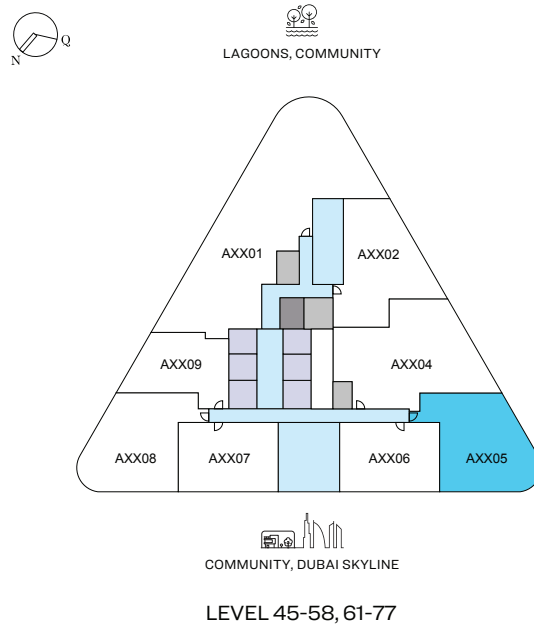 N
Q
LAGOONS, COMMUNITY
AXX01
AXX02
AXX09
AXX04
AXX08
AXX07
AXX06
AXX05
COMMUNITY, DUBAI SKYLINE
LEVEL 45-58, 61-77